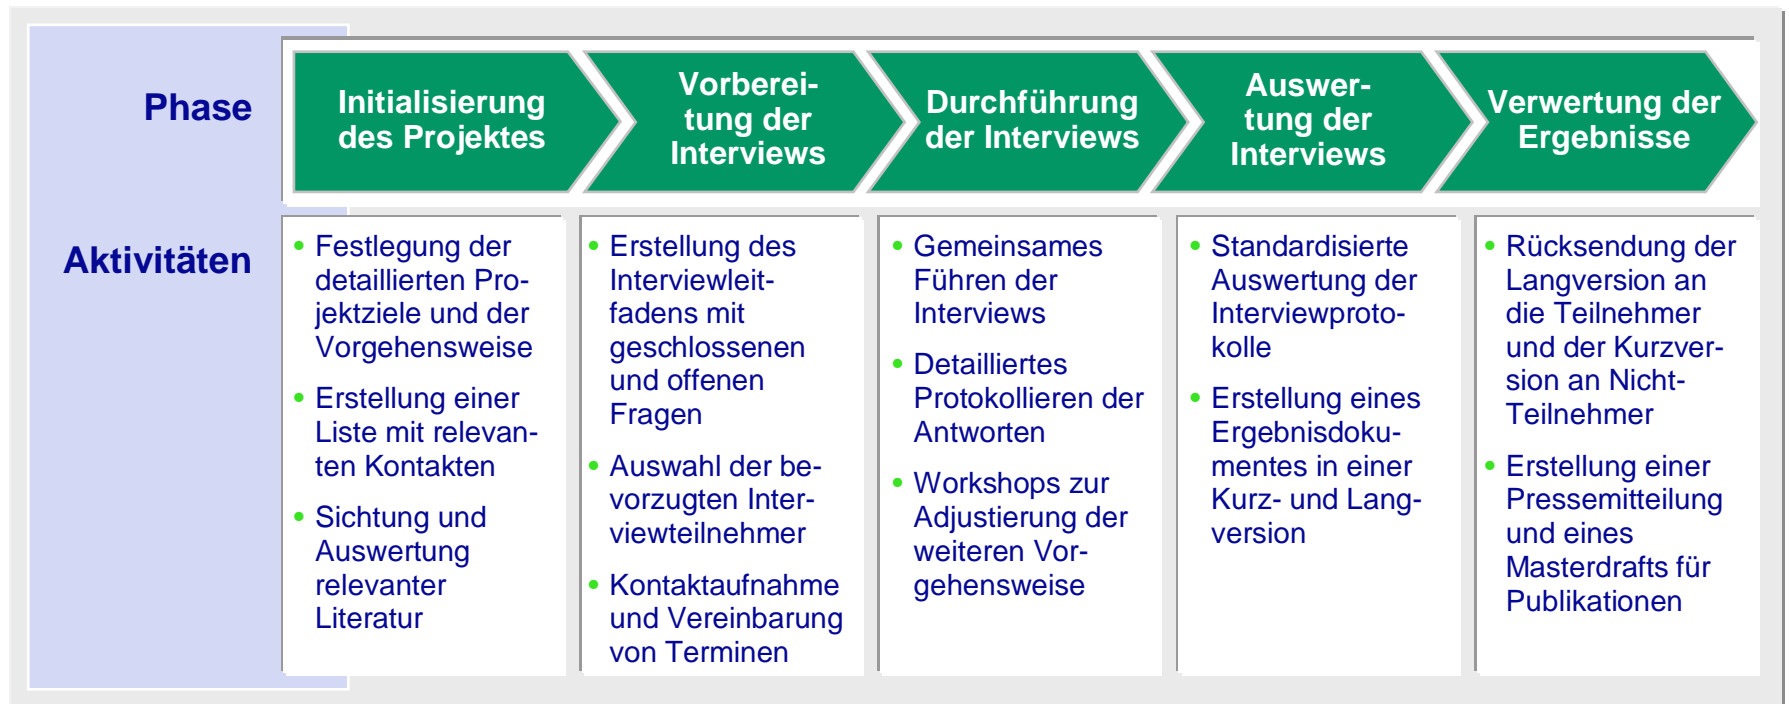 Phase
Initialisierung
des Projektes
Vorberei-
tung der
Interviews
Durchführung
der Interviews
Auswer-
tung der
Interviews
Verwertung der
Ergebnisse
Aktivitäten
• Festlegung der
detaillierten Pro-
jektziele und der
Vorgehensweise
• Erstellung einer
Liste mit relevan-
ten Kontakten
• Sichtung und
Auswertung
relevanter
Literatur
• Erstellung des
Interviewleit-
fadens mit
geschlossenen
und offenen
Fragen
• Auswahl der be-
vorzugten Inter-
viewteilnehmer
• Kontaktaufnahme
und Vereinbarung
von Terminen
• Gemeinsames
Führen der
Interviews
• Detailliertes
Protokollieren der
Antworten
• Workshops zur
Adjustierung der
weiteren Vor-
gehensweise
• Standardisierte
Auswertung der
Interviewproto-
kolle
• Erstellung eines
Ergebnisdoku-
mentes in einer
Kurz- und Lang-
version
• Rücksendung der
Langversion an
die Teilnehmer
und der Kurzver-
sion an Nicht-
Teilnehmer
• Erstellung einer
Pressemitteilung
und eines
Masterdrafts für
Publikationen